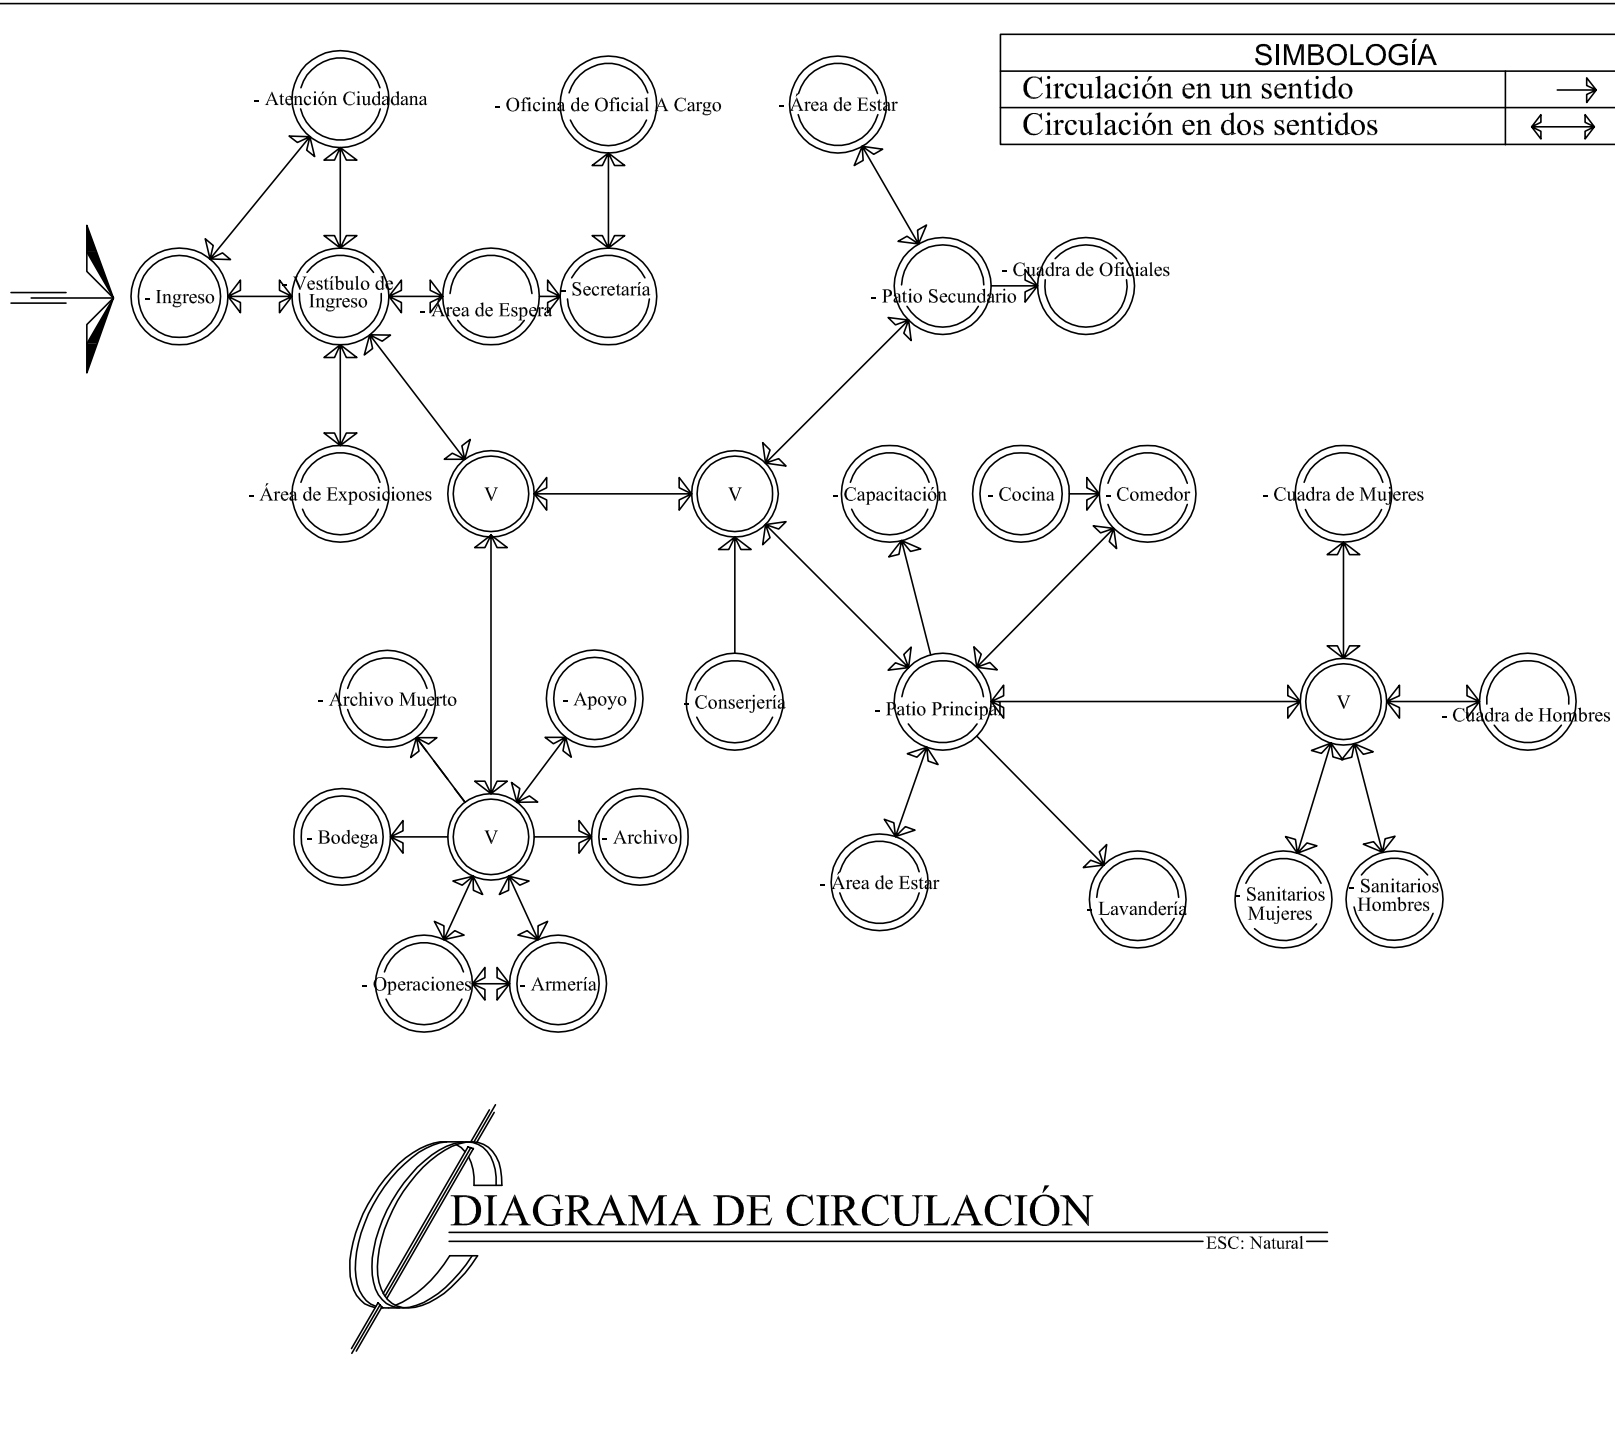 SIMBOLOGÍA
Circulación en un sentido
Circulación en dos sentidos
- Atención Ciudadana
- Oficina de Oficial A Cargo
- Área de Estar
- Ingreso
- Vestíbulo de
Ingreso
- Área de Espera
- Secretaría
- Patio Secundario
- Cuadra de Oficiales
- Área de Exposiciones
V
V
- Capacitación
- Cocina
- Comedor
- Cuadra de Mujeres
- Archivo Muerto
- Apoyo
- Conserjería
- Patio Principal
V
- Cuadra de Hombres
- Bodega
V
- Archivo
- Área de Estar
- Lavandería
- Sanitarios
Mujeres
- Sanitarios
Hombres
- Operaciones
- Armería
DIAGRAMA DE CIRCULACIÓN
ESC: Natural